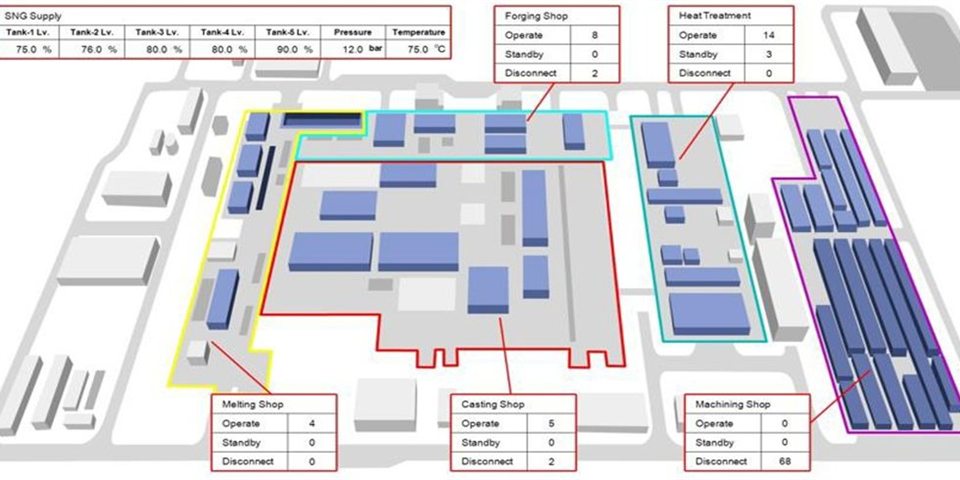 SNG Supply
Tank-1 Lv. Tank-2 Lv. Tank-3 Lv. Tank-4 Lv. Tank-5 Lv. Pressure Temperature
75.0 % 76.0 % 80.0 % 80.0 % 90.0 % 12.0 bar 75.0 ℃
Forging Shop
Operate 8
Standby 0
Disconnect 2
Heat Treatment
Operate 14
Standby 3
Disconnect 0
Melting Shop
Operate 4
Standby 0
Disconnect 0
Casting Shop
Operate 5
Standby 0
Disconnect 2
Machining Shop
Operate 0
Standby 0
Disconnect 68